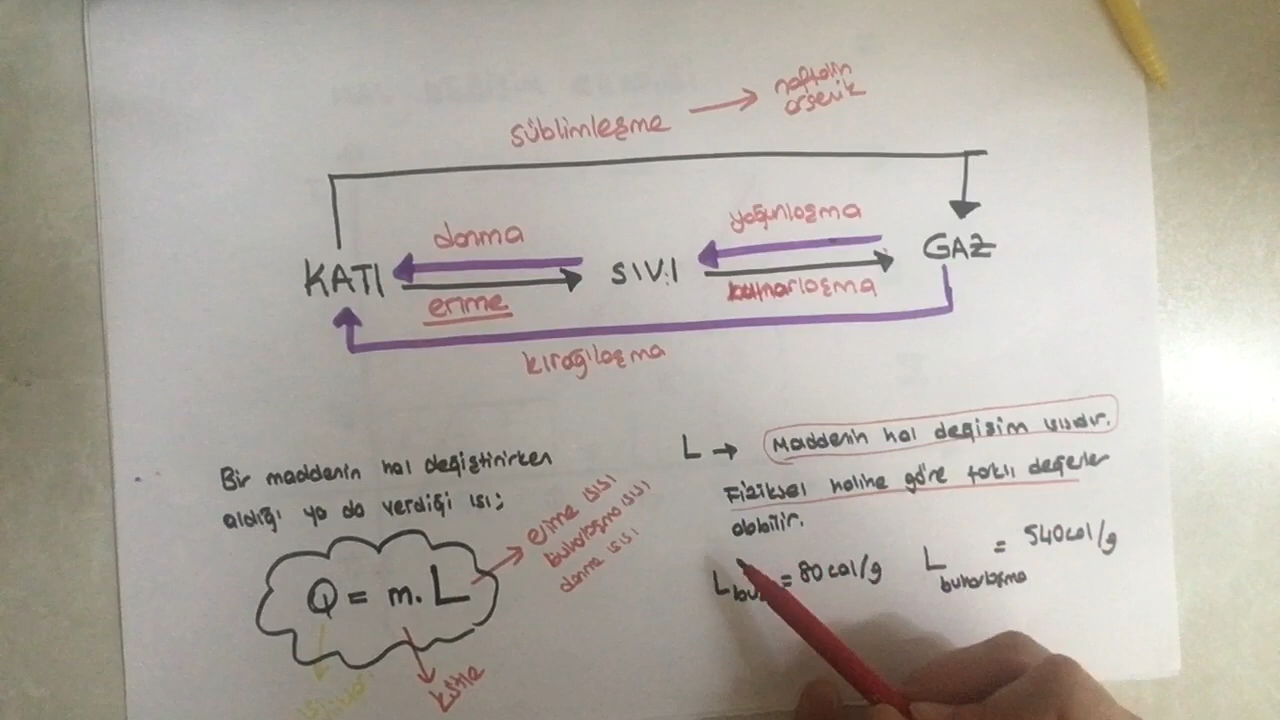 süblimleşme → naftalin
arsenik
donma
yoğunlaşma
KATI
SIVI
GAZ
erime
buharlaşma
kırağılaşma
Bir maddenin hal değiştirirken
aldığı ya da verdiği ısı;
erime ısısı
buharlaşma ısısı
donma ısısı
Q = m. L
kütle
L → Maddenin hal değişim ısısıdır.
Fiziksel haline göre farklı değerler
alabilir.
L = 80 cal/g
L buharlaşma = 540 cal/g